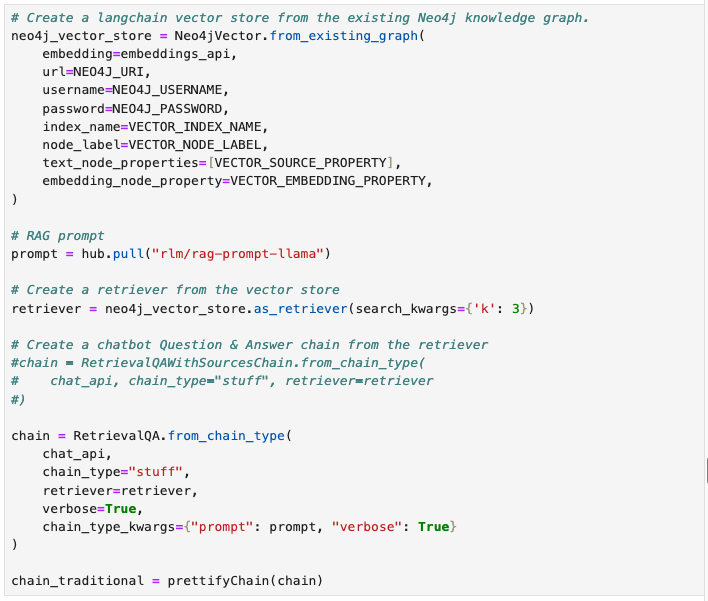 # Create a langchain vector store from the existing Neo4j knowledge graph.
neo4j_vector_store = Neo4jVector.from_existing_graph(
    embedding=embeddings_api,
    url=NEO4J_URI,
    username=NEO4J_USERNAME,
    password=NEO4J_PASSWORD,
    index_name=VECTOR_INDEX_NAME,
    node_label=VECTOR_NODE_LABEL,
    text_node_properties=[VECTOR_SOURCE_PROPERTY],
    embedding_node_property=VECTOR_EMBEDDING_PROPERTY,
)

# RAG prompt
prompt = hub.pull("rlm/rag-prompt-llama")

# Create a retriever from the vector store
retriever = neo4j_vector_store.as_retriever(search_kwargs={'k': 3})

# Create a chatbot Question & Answer chain from the retriever
#chain = RetrievalQAWithSourcesChain.from_chain_type(
#    chat_api, chain_type="stuff", retriever=retriever
#)

chain = RetrievalQA.from_chain_type(
    chat_api,
    chain_type="stuff",
    retriever=retriever,
    verbose=True,
    chain_type_kwargs={"prompt": prompt, "verbose": True}
)

chain_traditional = prettifyChain(chain)